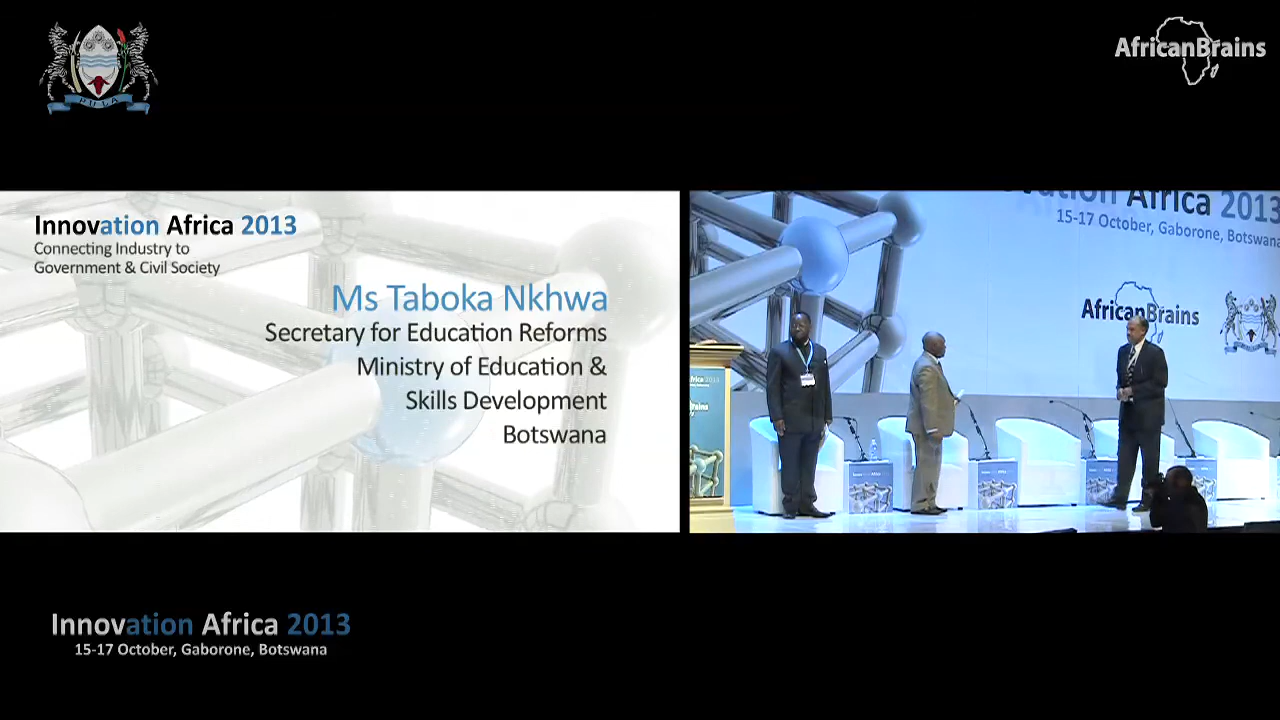 PULA
AfricanBrains
Innovation Africa 2013
Connecting Industry to
Government & Civil Society
Ms Taboka Nkhwa
Secretary for Education Reforms
Ministry of Education &
Skills Development
Botswana
Africa 2013
15-17 October, Gaborone, Botswana
AfricanBrains
Innovation Africa 2013
15-17 October, Gaborone, Botswana